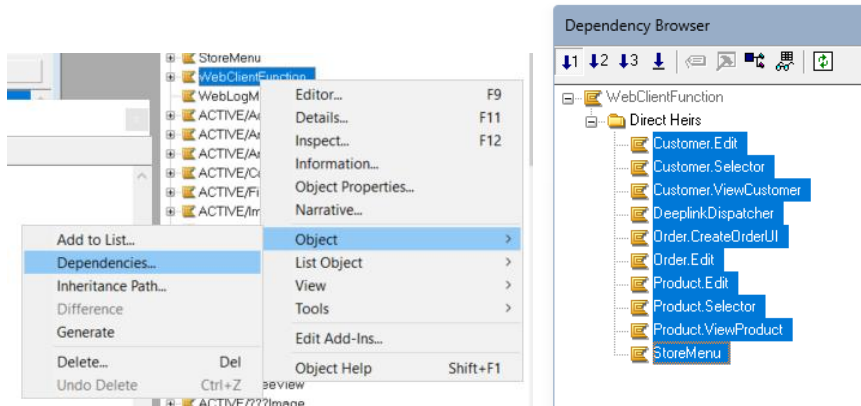 StoreMenu
WebClientFunction
WebLogM
ACTIVE/
ACTIVE/
ACTIVE/
ACTIVE/
ACTIVE/Fi
ACTIVE/Im
Editor... F9
Details... F11
Inspect... F12
Information...
Object Properties...
Narrative...
Object
List Object
View
Tools
Edit Add-Ins...
Object Help Shift+F1
Add to List...
Dependencies...
Inheritance Path...
Difference
Generate
Delete... Del
Undo Delete Ctrl+Z
eeView
ACTIVE/???Image
Dependency Browser
1 2 3
WebClientFunction
Direct Heirs
Customer.Edit
Customer.Selector
Customer.ViewCustomer
DeeplinkDispatcher
Order.CreateOrderUI
Order.Edit
Product.Edit
Product.Selector
Product.ViewProduct
StoreMenu